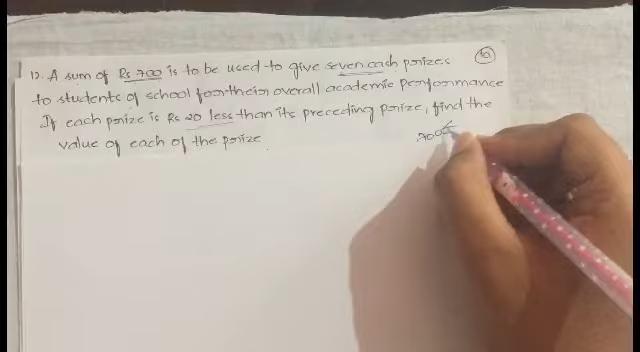 12. A sum of Rs 700 is to be used to give seven cach prizes
to students of school for their overall academic performance
If each prize is Rs 20 less than its preceding prize, find the
value of each of the prize
700